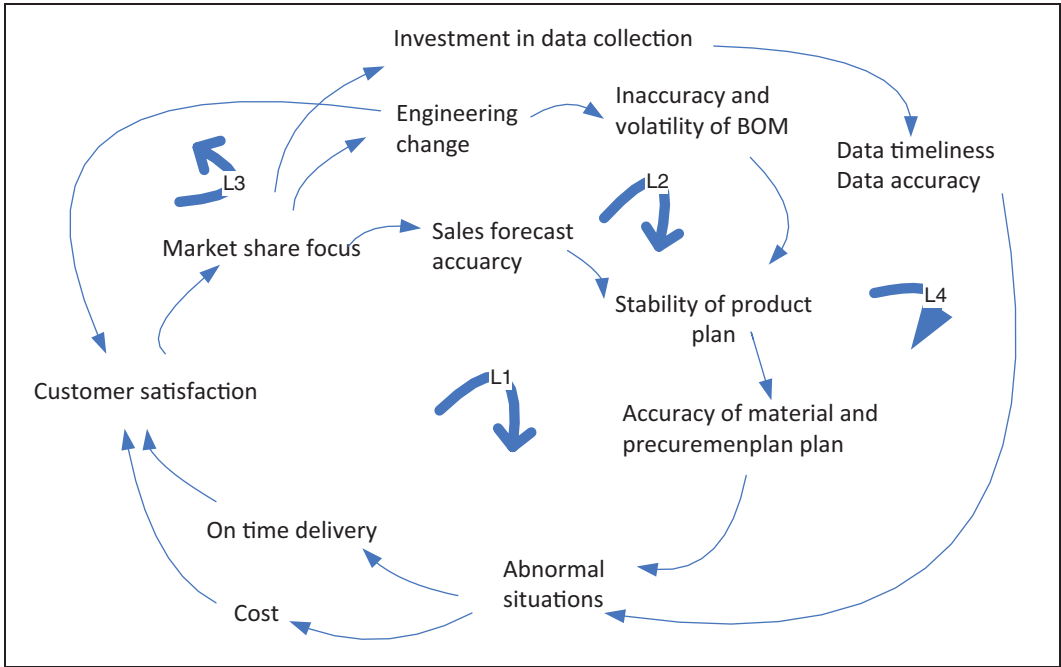 Investment in data collection
Engineering
change
Inaccuracy and
volatility of BOM
Data timeliness
Data accuracy
L3
L2
Market share focus
Sales forecast
accuarcy
Stability of product
plan
L4
L1
Customer satisfaction
Accuracy of material and
precuremenplan plan
On time delivery
Abnormal
situations
Cost